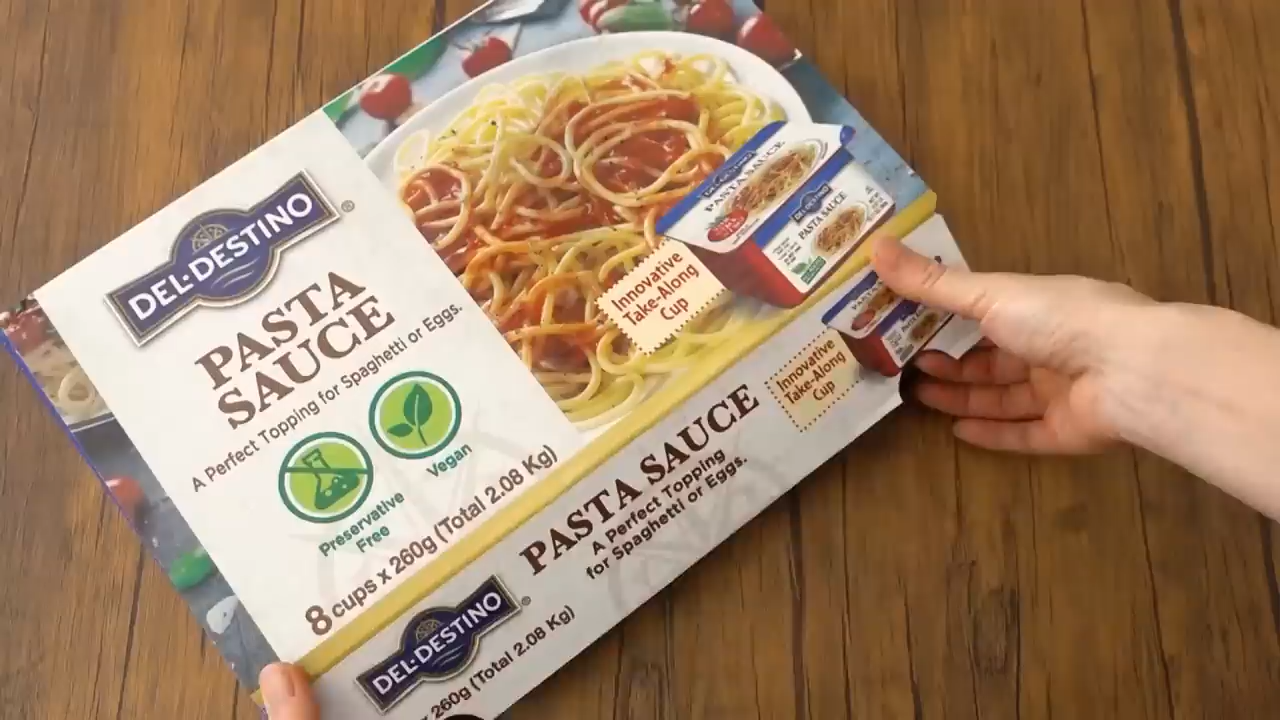 DEL·DESTINO®
PASTA
SAUCE
A Perfect Topping for Spaghetti or Eggs.
Preservative
Free
Vegan
8 cups x 260g (Total 2.08 Kg)
Innovative
Take-Along
Cup
PASTA SAUCE
PASTA SAUCE
DEL·DESTINO®
260g (Total 2.08 Kg)
PASTA SAUCE
A Perfect Topping
for Spaghetti or Eggs.
Innovative
Take-Along
Cup